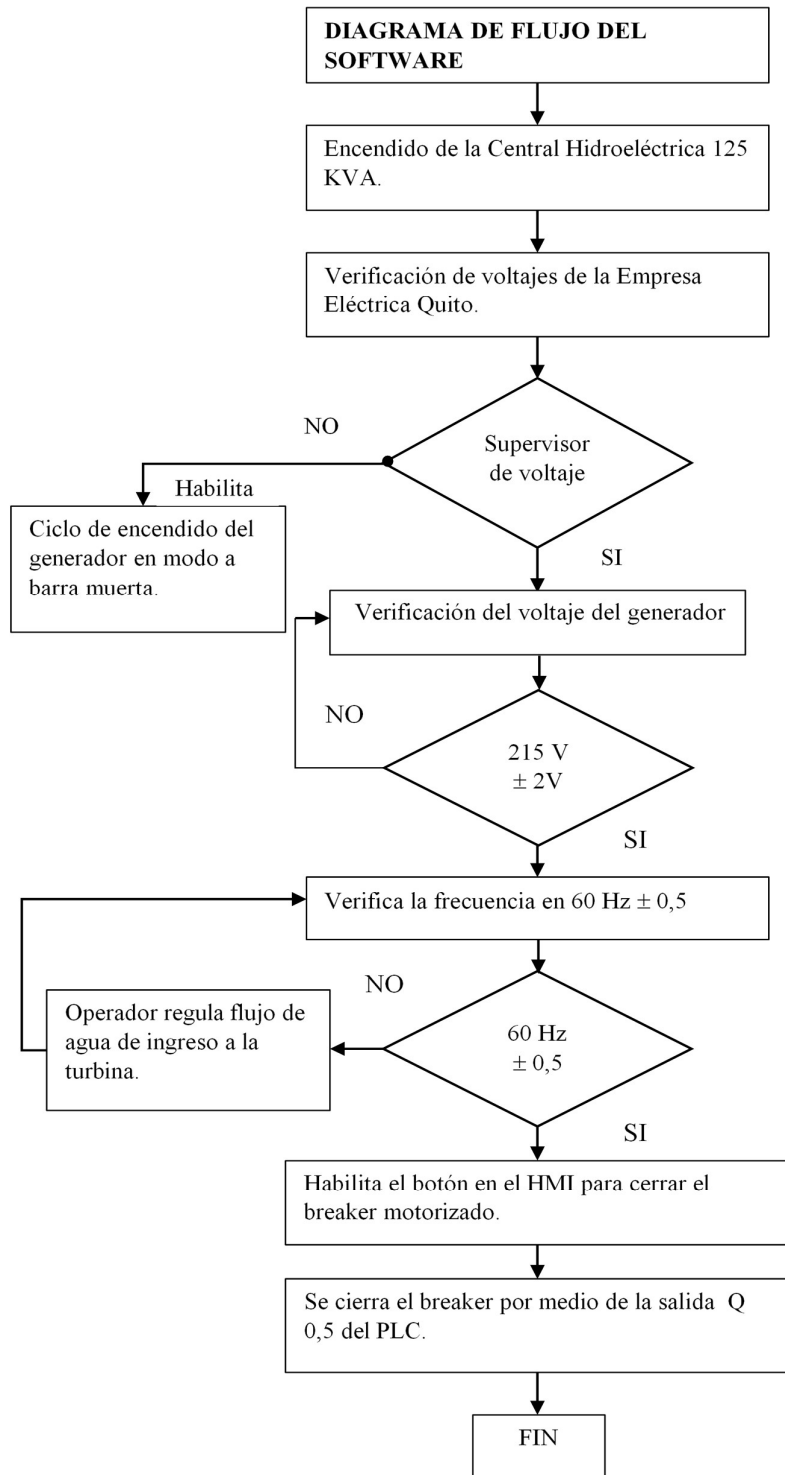 DIAGRAMA DE FLUJO DEL
SOFTWARE
Encendido de la Central Hidroeléctrica 125
KVA.
Verificación de voltajes de la Empresa
Eléctrica Quito.
NO
Supervisor
de voltaje
Habilita
Ciclo de encendido del
generador en modo a
barra muerta.
SI
Verificación del voltaje del generador
NO
215 V
± 2V
SI
Verifica la frecuencia en 60 Hz ± 0,5
NO
Operador regula flujo de
agua de ingreso a la
turbina.
60 Hz
± 0,5
SI
Habilita el botón en el HMI para cerrar el
breaker motorizado.
Se cierra el breaker por medio de la salida Q
0,5 del PLC.
FIN